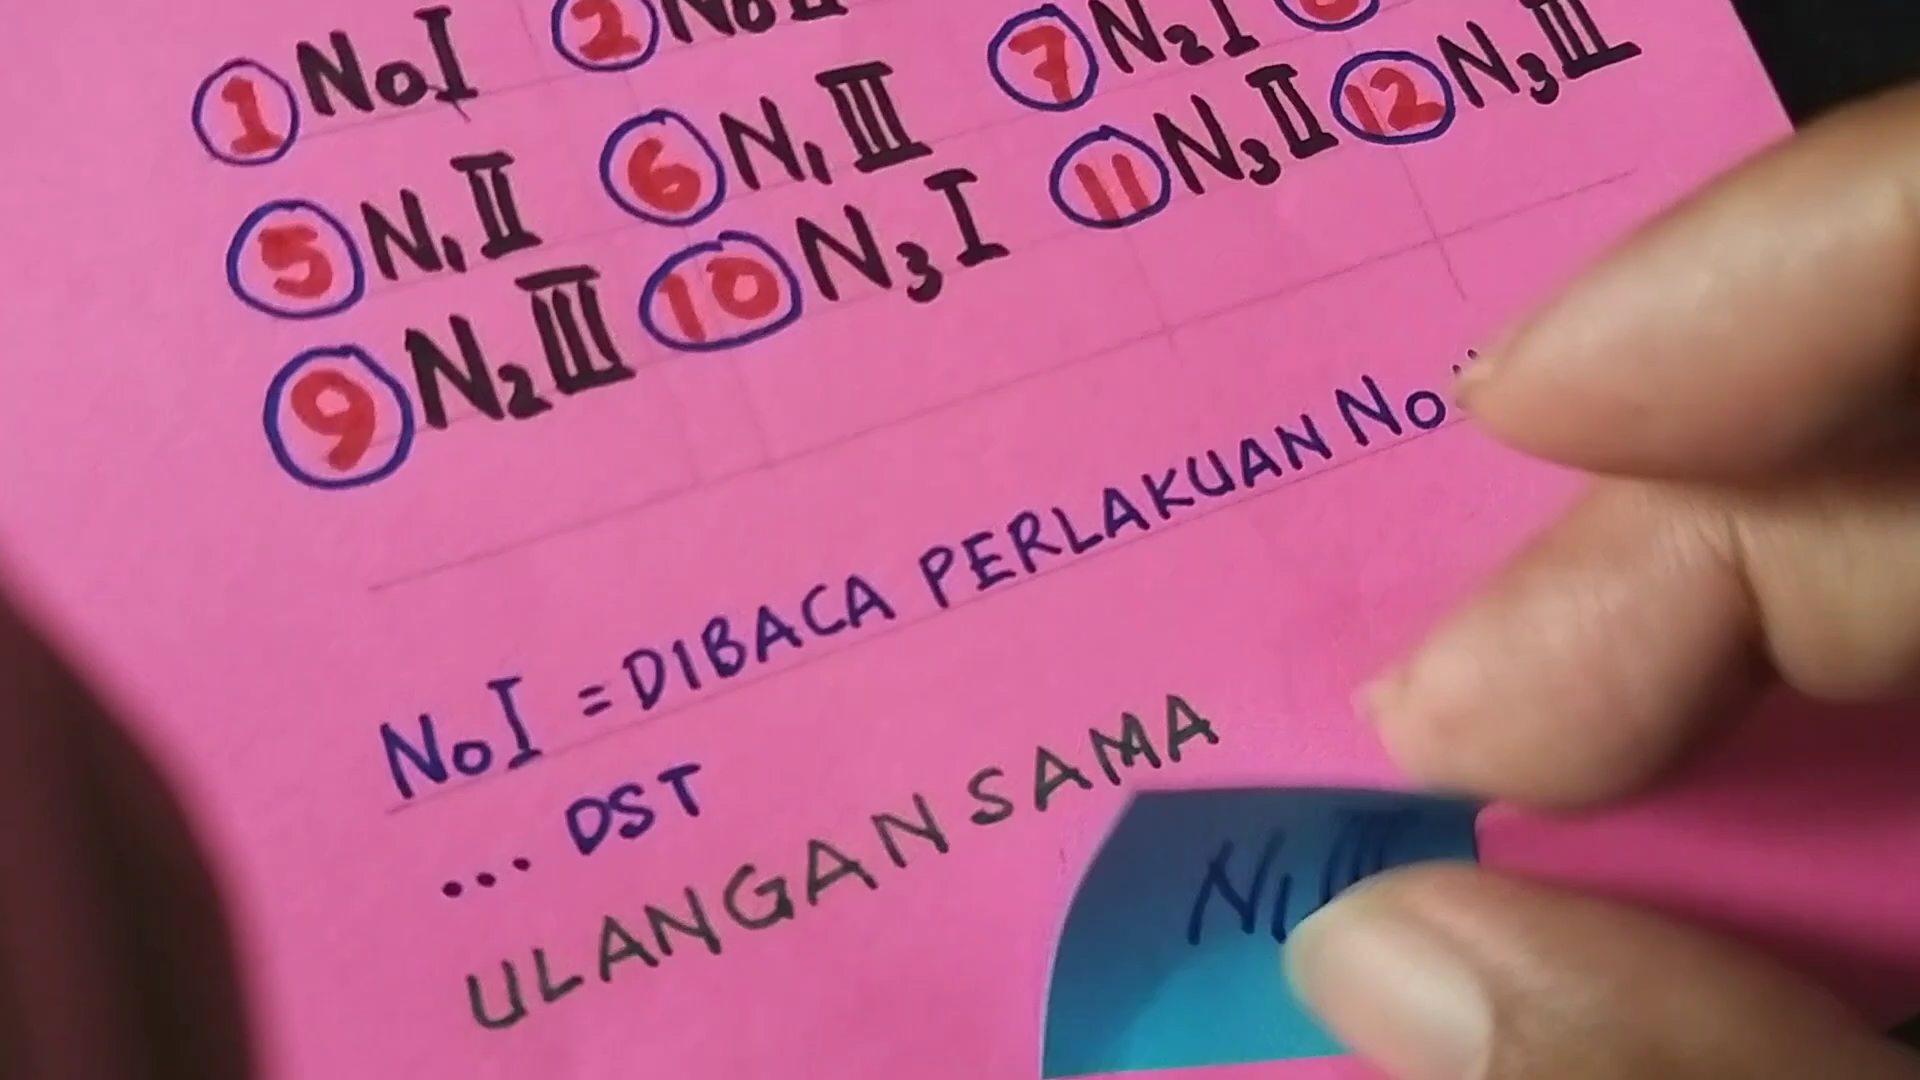 1 N0I 2 N0II 7 N2I
5 N1II 6 N1III 11 N3II 12 N3III
9 N2III 10 N3I
N0I = DIBACA PERLAKUAN N0
... DST
ULANGAN SAMA